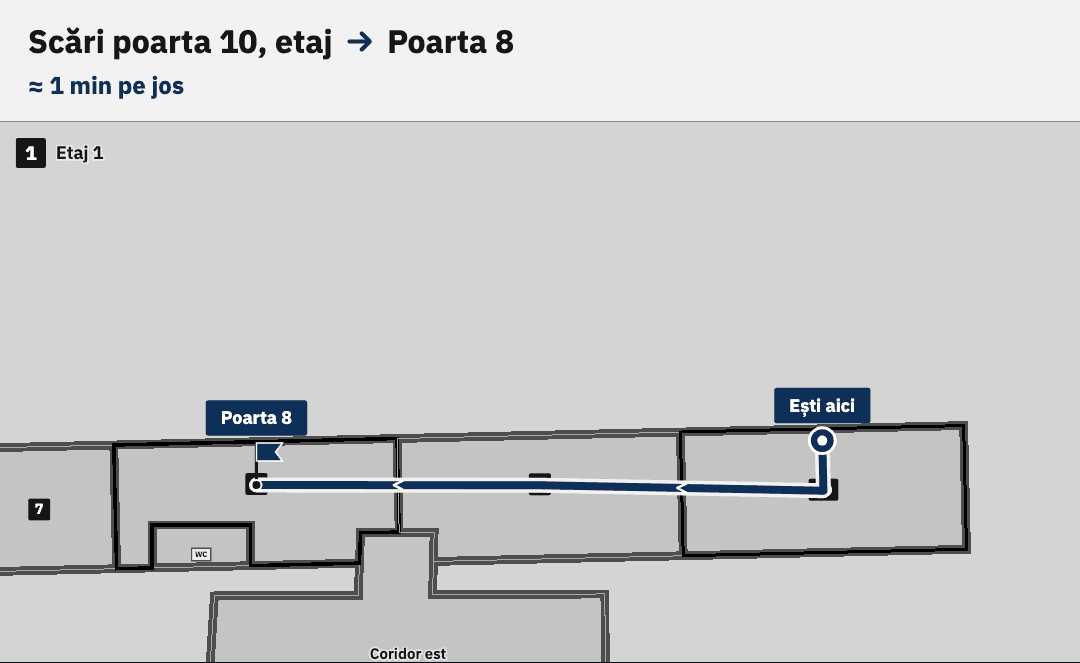 Scări poarta 10, etaj → Poarta 8
≈ 1 min pe jos
1 Etaj 1
Ești aici
Poarta 8
7
WC
Coridor est